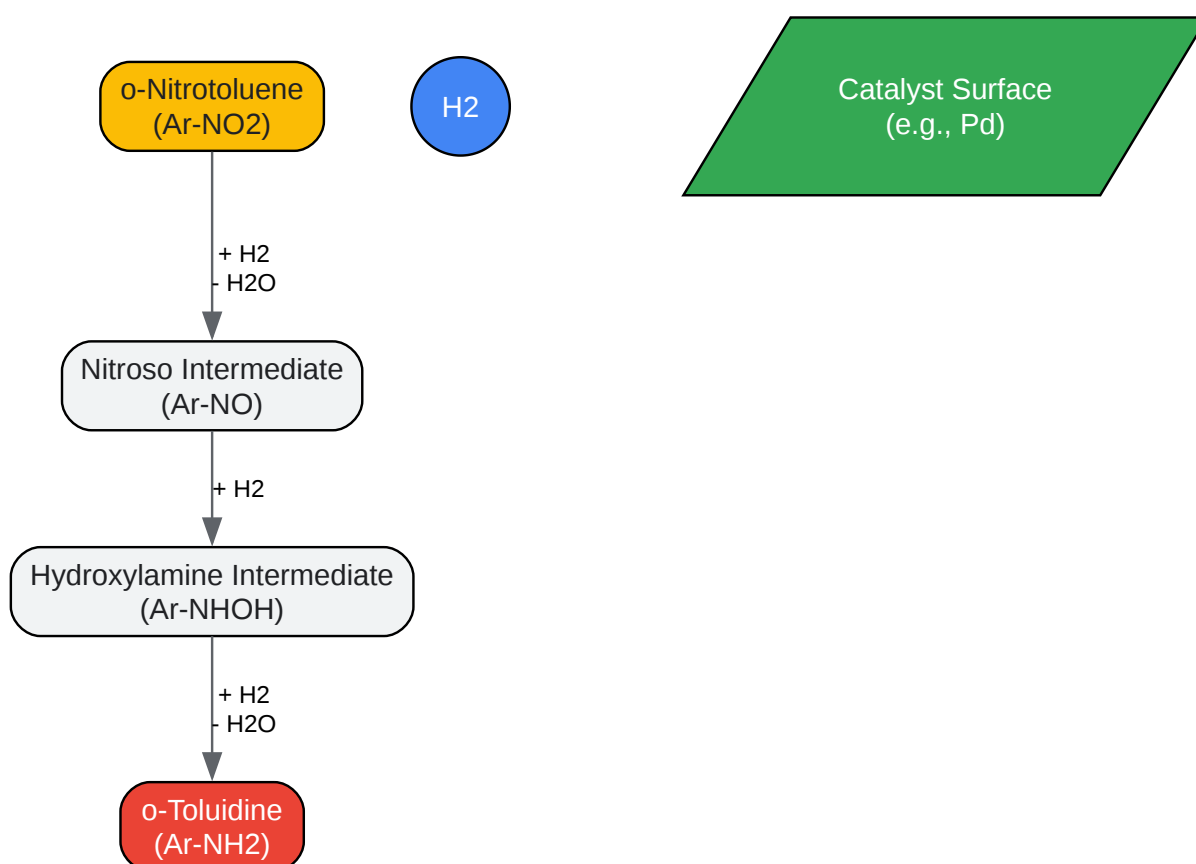 o-Nitrotoluene
(Ar-NO2)
H2
Catalyst Surface
(e.g., Pd)
+ H2
- H2O
Nitroso Intermediate
(Ar-NO)
+ H2
Hydroxylamine Intermediate
(Ar-NHOH)
+ H2
- H2O
o-Toluidine
(Ar-NH2)